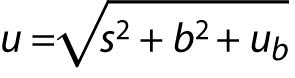 u = √s² + b² + u_b